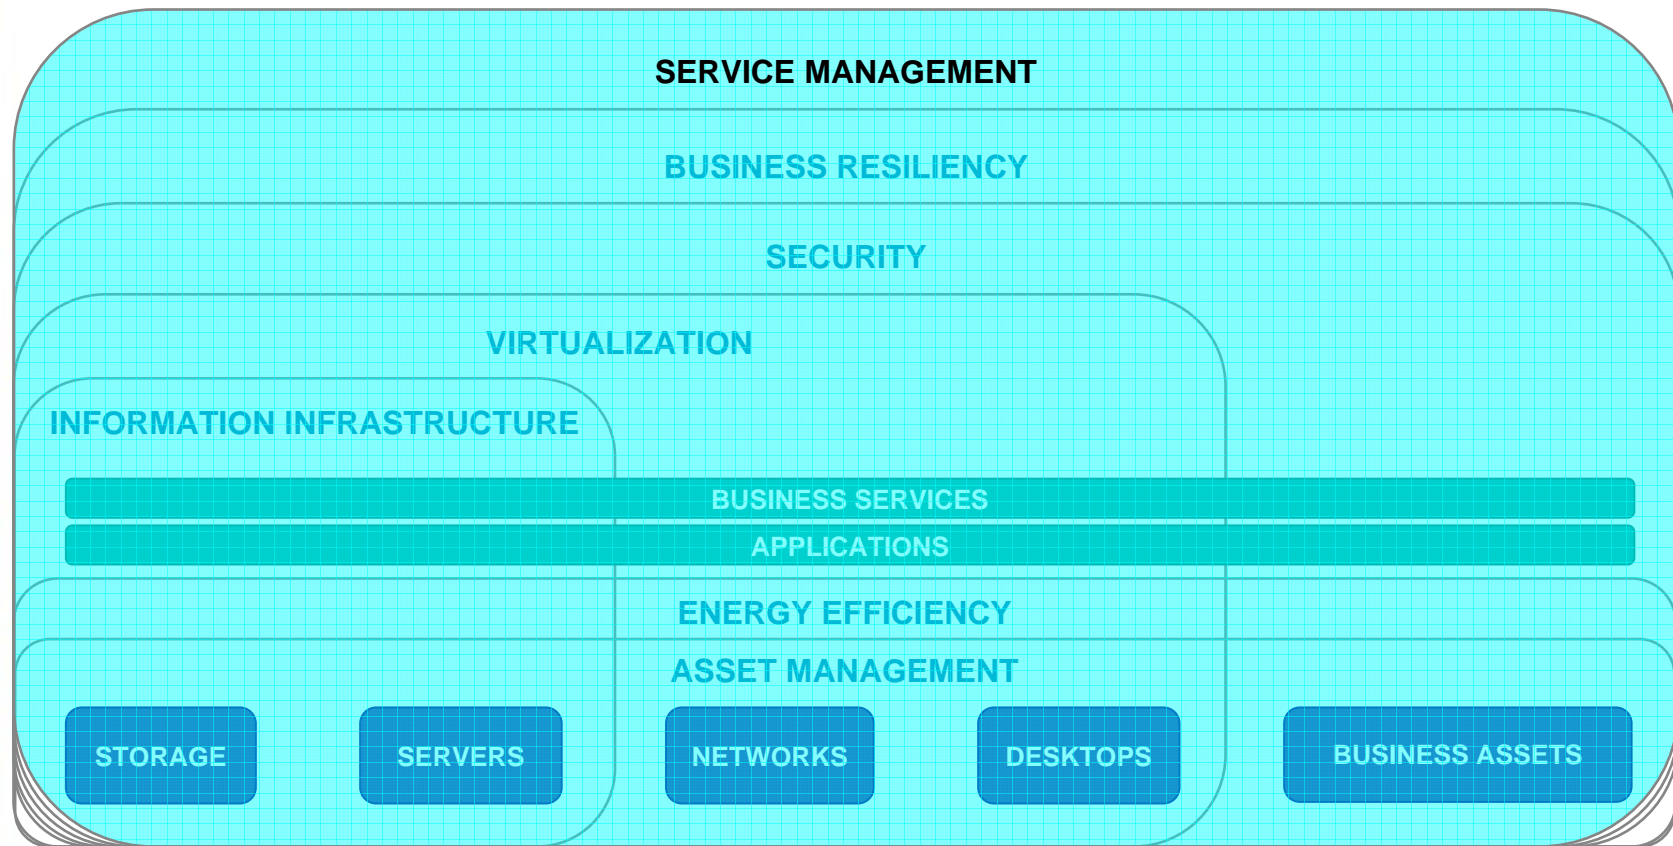 SERVICE MANAGEMENT
BUSINESS RESILIENCY
SECURITY
VIRTUALIZATION
INFORMATION INFRASTRUCTURE
BUSINESS SERVICES
APPLICATIONS
ENERGY EFFICIENCY
ASSET MANAGEMENT
STORAGE SERVERS NETWORKS DESKTOPS BUSINESS ASSETS